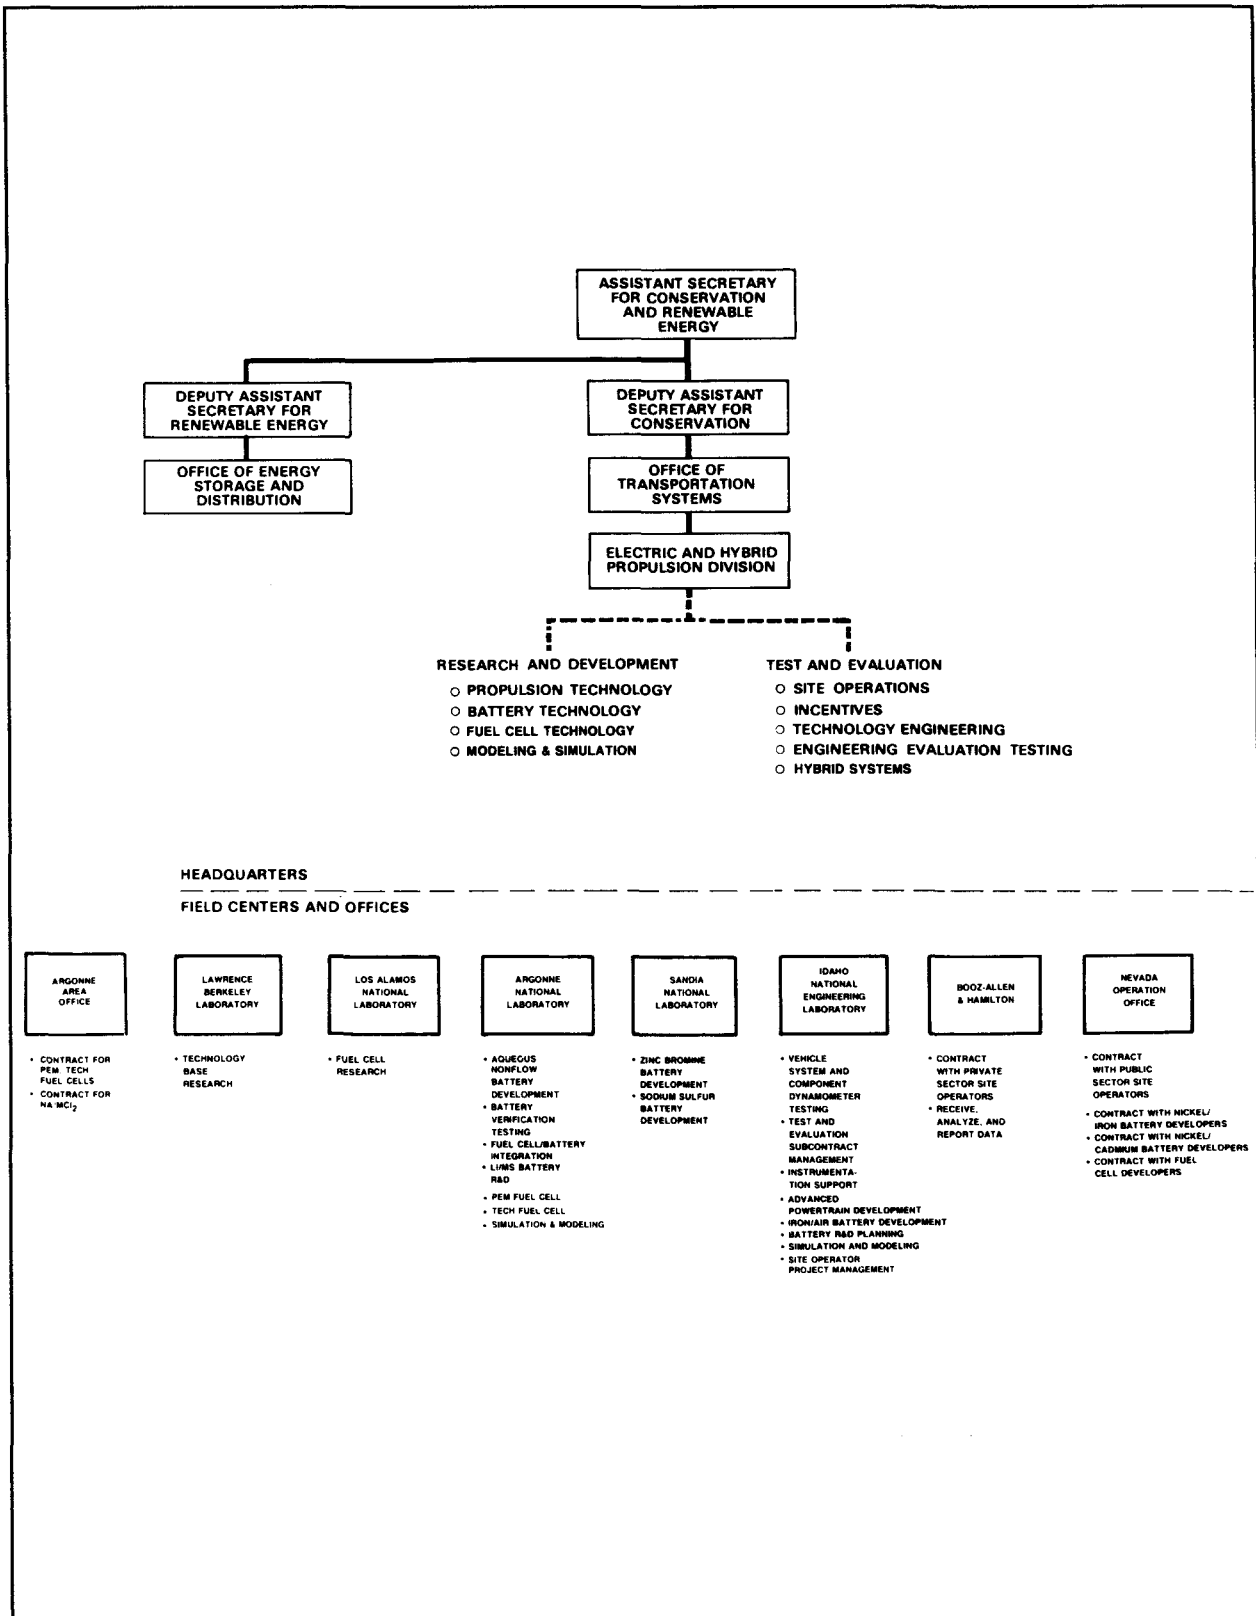 ASSISTANT SECRETARY
FOR CONSERVATION
AND RENEWABLE
ENERGY
DEPUTY ASSISTANT
SECRETARY FOR
RENEWABLE ENERGY
DEPUTY ASSISTANT
SECRETARY FOR
CONSERVATION
OFFICE OF ENERGY
STORAGE AND
DISTRIBUTION
OFFICE OF
TRANSPORTATION
SYSTEMS
ELECTRIC AND HYBRID
PROPULSION DIVISION
RESEARCH AND DEVELOPMENT
○ PROPULSION TECHNOLOGY
○ BATTERY TECHNOLOGY
○ FUEL CELL TECHNOLOGY
○ MODELING & SIMULATION
TEST AND EVALUATION
○ SITE OPERATIONS
○ INCENTIVES
○ TECHNOLOGY ENGINEERING
○ ENGINEERING EVALUATION TESTING
○ HYBRID SYSTEMS
HEADQUARTERS
FIELD CENTERS AND OFFICES
ARGONNE
AREA
OFFICE
• CONTRACT FOR
PEM TECH
FUEL CELLS
• CONTRACT FOR
NA/MCl₂
LAWRENCE
BERKELEY
LABORATORY
• TECHNOLOGY
BASE
RESEARCH
LOS ALAMOS
NATIONAL
LABORATORY
• FUEL CELL
RESEARCH
ARGONNE
NATIONAL
LABORATORY
• AQUEOUS
NONFLOW
BATTERY
DEVELOPMENT
• BATTERY
VERIFICATION
TESTING
• FUEL CELL/BATTERY
INTEGRATION
• LI/MS BATTERY
R&D
• PEM FUEL CELL
• TECH FUEL CELL
• SIMULATION & MODELING
SANDIA
NATIONAL
LABORATORY
• ZINC BROMINE
BATTERY
DEVELOPMENT
• SODIUM SULFUR
BATTERY
DEVELOPMENT
IDAHO
NATIONAL
ENGINEERING
LABORATORY
• VEHICLE
SYSTEM AND
COMPONENT
DYNAMOMETER
TESTING
• TEST AND
EVALUATION
SUBCONTRACT
MANAGEMENT
• INSTRUMENTA-
TION SUPPORT
• ADVANCED
POWERTRAIN DEVELOPMENT
• IRON/AIR BATTERY DEVELOPMENT
• BATTERY R&D PLANNING
• SIMULATION AND MODELING
• SITE OPERATOR
PROJECT MANAGEMENT
BOOZ-ALLEN
& HAMILTON
• CONTRACT
WITH PRIVATE
SECTOR SITE
OPERATORS
• RECEIVE,
ANALYZE, AND
REPORT DATA
NEVADA
OPERATION
OFFICE
• CONTRACT
WITH PUBLIC
SECTOR SITE
OPERATORS
• CONTRACT WITH NICKEL/
IRON BATTERY DEVELOPERS
• CONTRACT WITH NICKEL/
CADMIUM BATTERY DEVELOPERS
• CONTRACT WITH FUEL
CELL DEVELOPERS